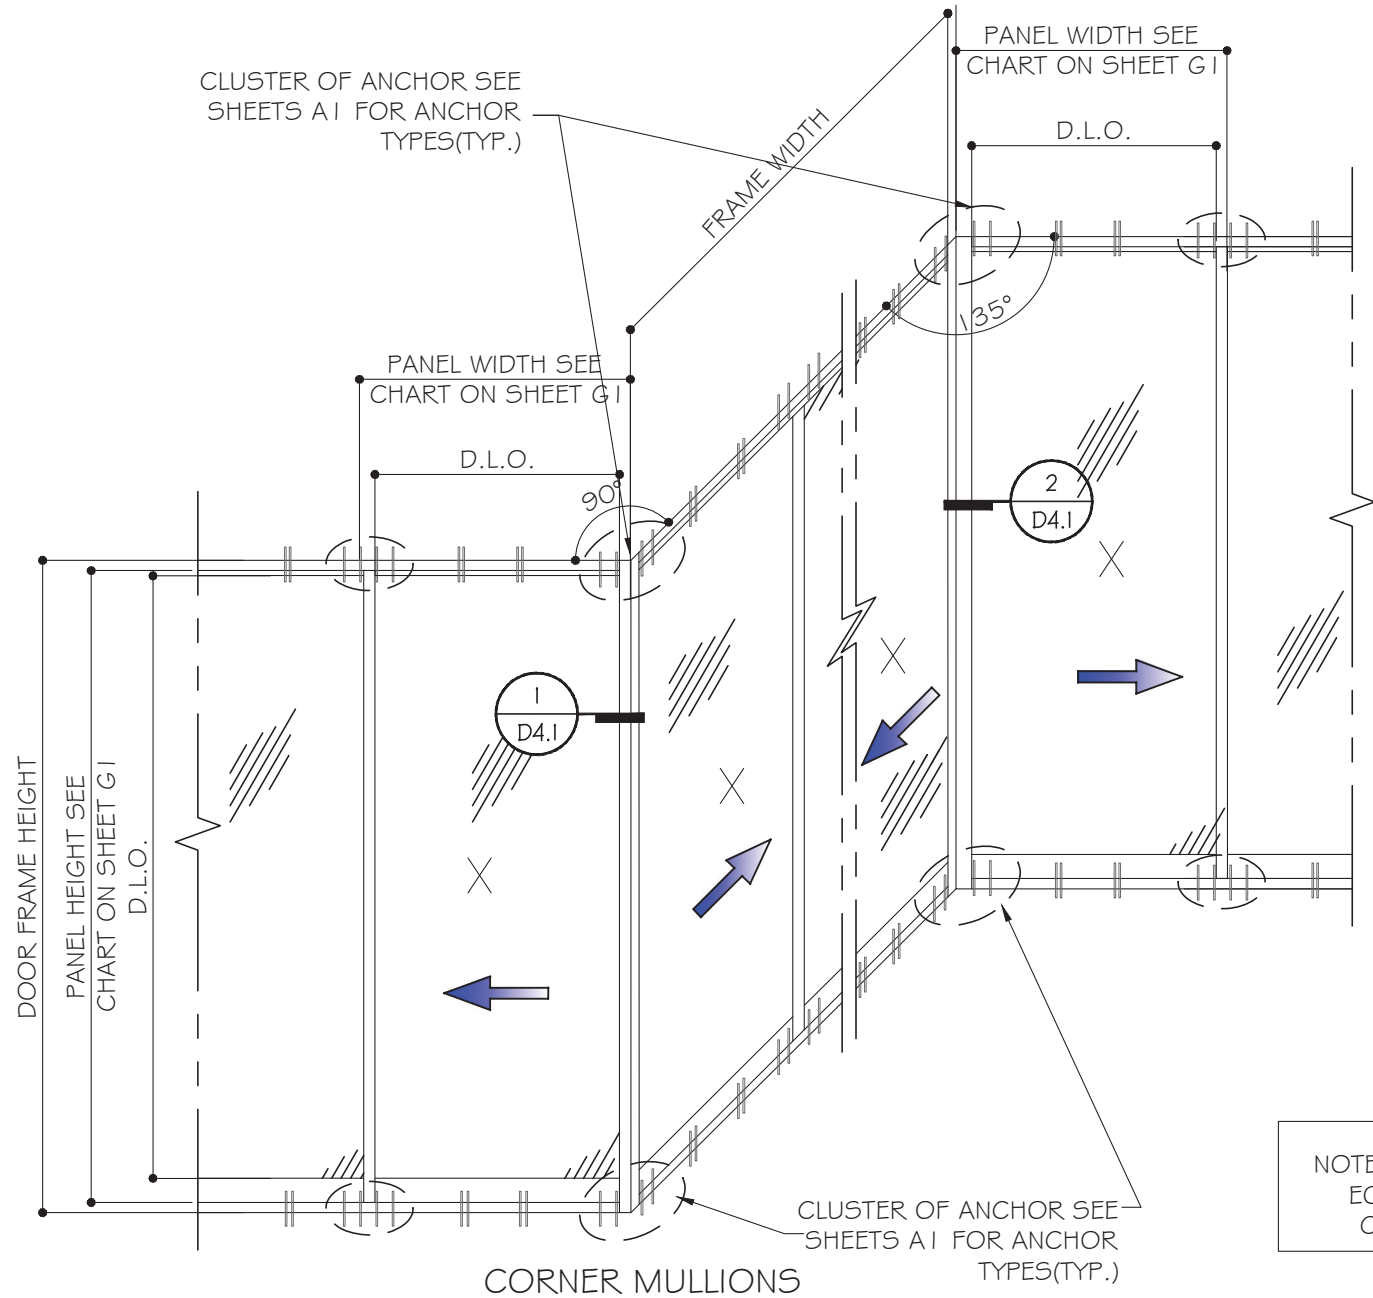 PANEL WIDTH SEE
CHART ON SHEET G1
D.L.O.
CLUSTER OF ANCHOR SEE
SHEETS A1 FOR ANCHOR
TYPES(TYP.)
FRAME WIDTH
135°
PANEL WIDTH SEE
CHART ON SHEET G1
D.L.O.
90°
2
D4.1
X
X
1
D4.1
X
X
DOOR FRAME HEIGHT
PANEL HEIGHT SEE
CHART ON SHEET G1
D.L.O.
CLUSTER OF ANCHOR SEE
SHEETS A1 FOR ANCHOR
TYPES(TYP.)
NOTE
CORNER MULLIONS